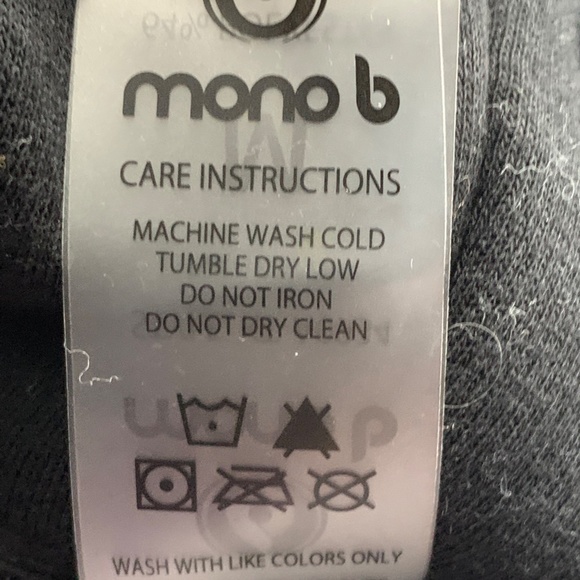 mono b
CARE INSTRUCTIONS
MACHINE WASH COLD
TUMBLE DRY LOW
DO NOT IRON
DO NOT DRY CLEAN
WASH WITH LIKE COLORS ONLY